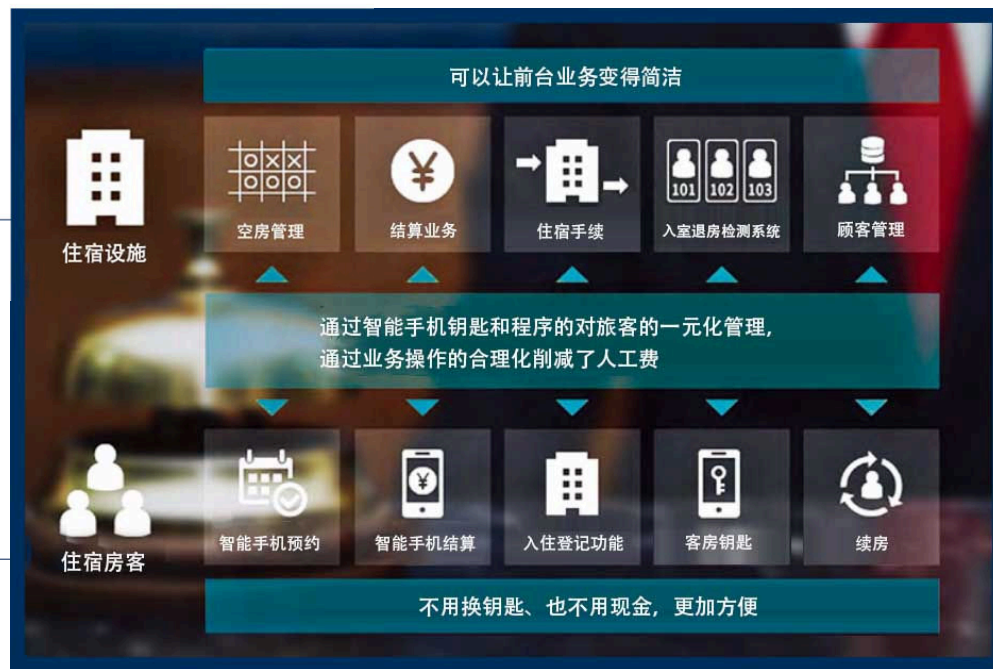 可以让前台业务变得简洁
住宿设施
空房管理
结算业务
住宿手续
101 102 103
入室退房检测系统
顾客管理
通过智能手机钥匙和程序的对旅客的一元化管理,
通过业务操作的合理化削减了人工费
住宿房客
智能手机预约
智能手机结算
入住登记功能
客房钥匙
续房
不用换钥匙、也不用现金, 更加方便